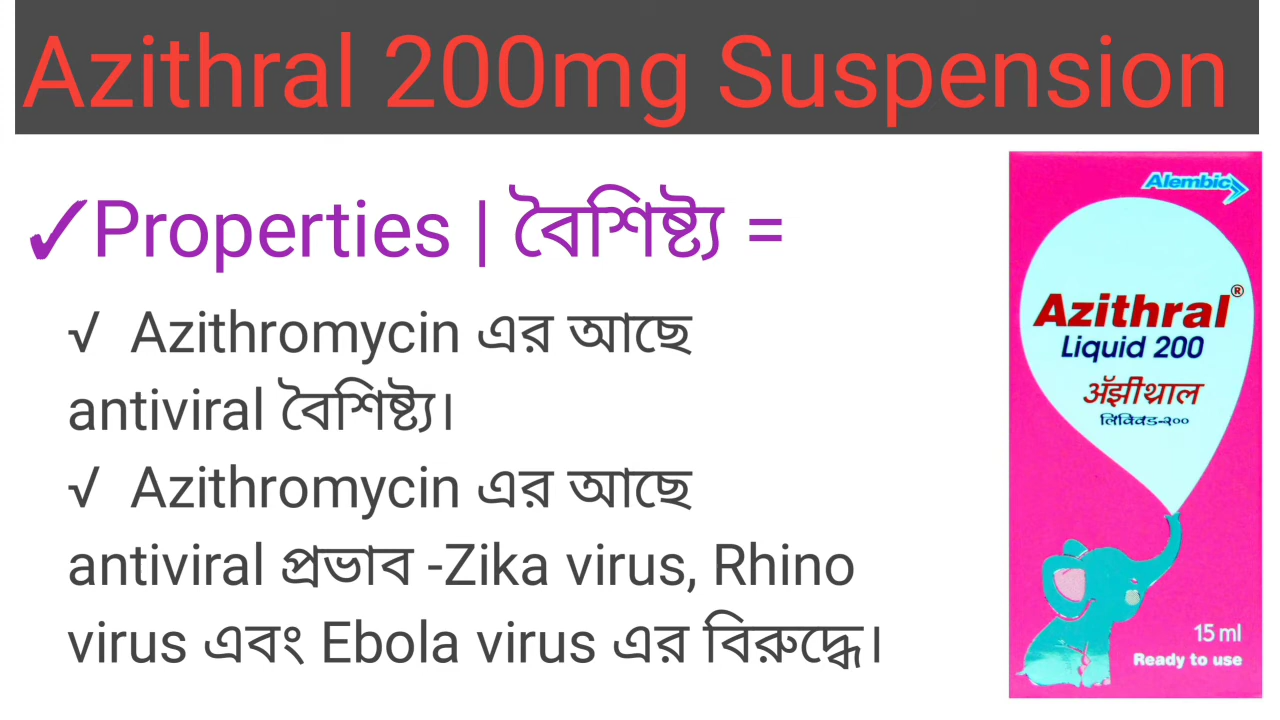 Azithral 200mg Suspension
✓Properties | বৈশিষ্ট্য =
√ Azithromycin এর আছে
antiviral বৈশিষ্ট্য।
√ Azithromycin এর আছে
antiviral প্রভাব -Zika virus, Rhino
virus এবং Ebola virus এর বিরুদ্ধে।
Alembic
Azithral®
Liquid 200
ॲझीथ्राल
लिक्विड-२००
15 ml
Ready to use